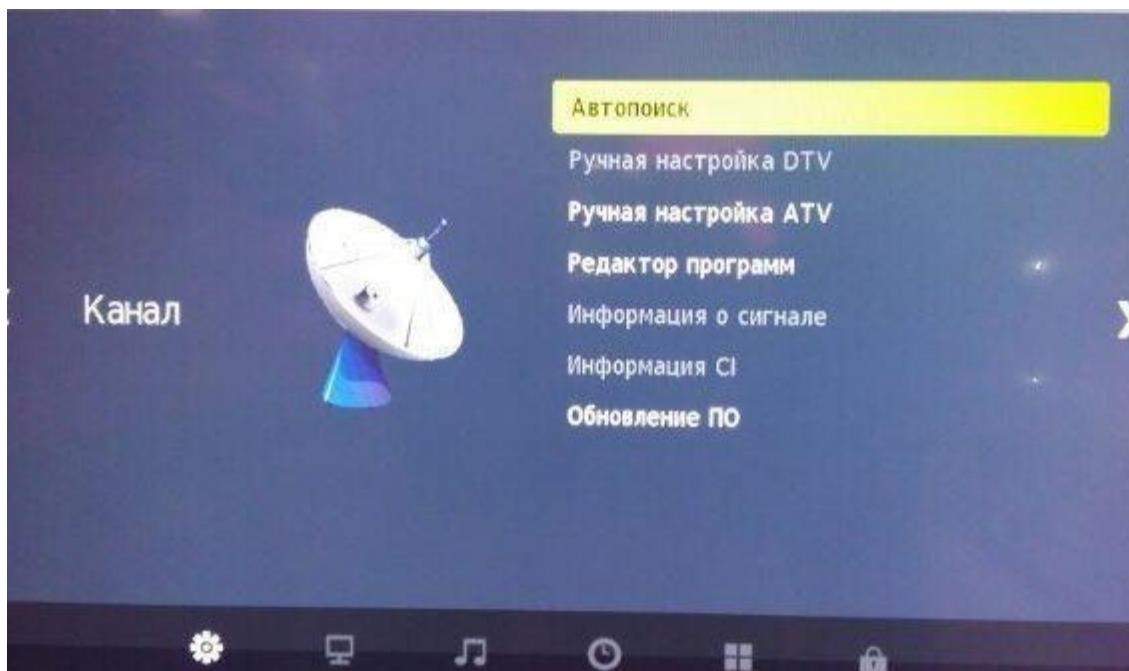 Автопоиск
Ручная настройка DTV
Ручная настройка ATV
Редактор программ
Канал
Информация о сигнале
Информация CI
Обновление ПО